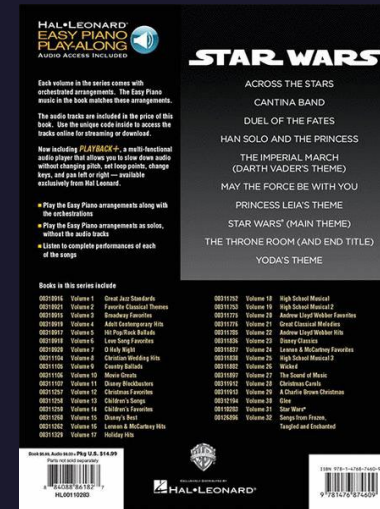 HAL•LEONARD®
EASY PIANO
PLAY-ALONG
AUDIO ACCESS INCLUDED
Each volume in the series comes with
orchestrated arrangements. The Easy Piano
music in the book matches these arrangements.
The audio tracks are included in the price of this
book. Use the unique code inside to access the
tracks online for streaming or download.
Now including PLAYBACK+, a multi-functional
audio player that allows you to slow down audio
without changing pitch, set loop points, change
keys, and pan left or right — available
exclusively from Hal Leonard.
Play the Easy Piano arrangements along with
the orchestrations
Play the Easy Piano arrangements as solos,
without the audio tracks
Listen to complete performances of each
of the songs
STAR WARS®
ACROSS THE STARS
CANTINA BAND
DUEL OF THE FATES
HAN SOLO AND THE PRINCESS
THE IMPERIAL MARCH
(DARTH VADER'S THEME)
MAY THE FORCE BE WITH YOU
PRINCESS LEIA'S THEME
STAR WARS® (MAIN THEME)
THE THRONE ROOM (AND END TITLE)
YODA'S THEME
Books in this series include
Volume 1 Great Jazz Standards
Volume 2 Favorite Classical Themes
Volume 3 Broadway Favorites
Volume 4 Adult Contemporary Hits
Volume 5 Hit Pop/Rock Ballads
Volume 6 Love Song Favorites
Volume 7 O Holy Night
Volume 8 Christian Wedding Hits
Volume 9 Country Ballads
Volume 10 Movie Greats
Volume 11 Disney Blockbusters
Volume 12 Christmas Favorites
Volume 13 Children's Songs
Volume 14 Children's Favorites
Volume 15 Disney's Best
Volume 16 Lennon & McCartney Hits
Volume 17 Holiday Hits
Volume 18 High School Musical
Volume 19 High School Musical 2
Volume 20 Andrew Lloyd Webber Favorites
Volume 21 Great Classical Melodies
Volume 22 Andrew Lloyd Webber Hits
Volume 23 Disney Classics
Volume 24 Lennon & McCartney Favorites
Volume 25 High School Musical 3
Volume 26 Wicked
Volume 27 The Sound of Music
Volume 28 Christmas Carols
Volume 29 A Charlie Brown Christmas
Volume 30 Glee
Volume 31 Star Wars®
Volume 32 Songs from Frozen,
Tangled and Enchanted
Pkg U.S. $14.99
Parts not sold separately
HL00110283
HAL•LEONARD®